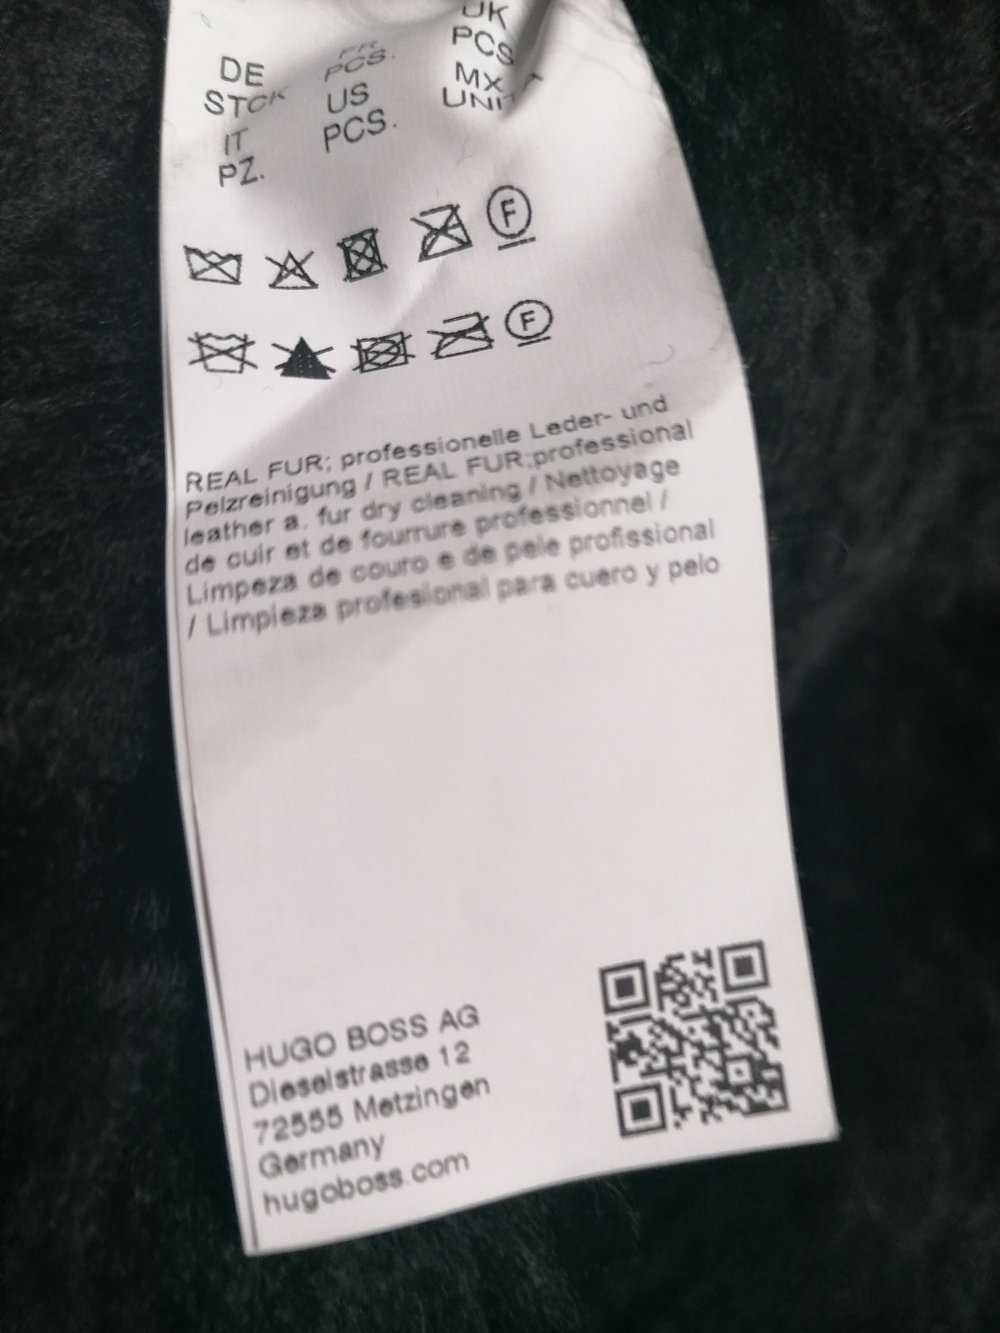 UK
FR
DE
PCS.
PCS
STCK
US
MX
IT
PCS.
UNIT
PZ.
F
F
REAL FUR; professionelle Leder- und
Pelzreinigung / REAL FUR;professional
leather a. fur dry cleaning / Nettoyage
de cuir et de fourrure professionnel /
Limpeza de couro e de pele profissional
/ Limpieza profesional para cuero y pelo
HUGO BOSS AG
Dieselstrasse 12
72555 Metzingen
Germany
hugoboss.com